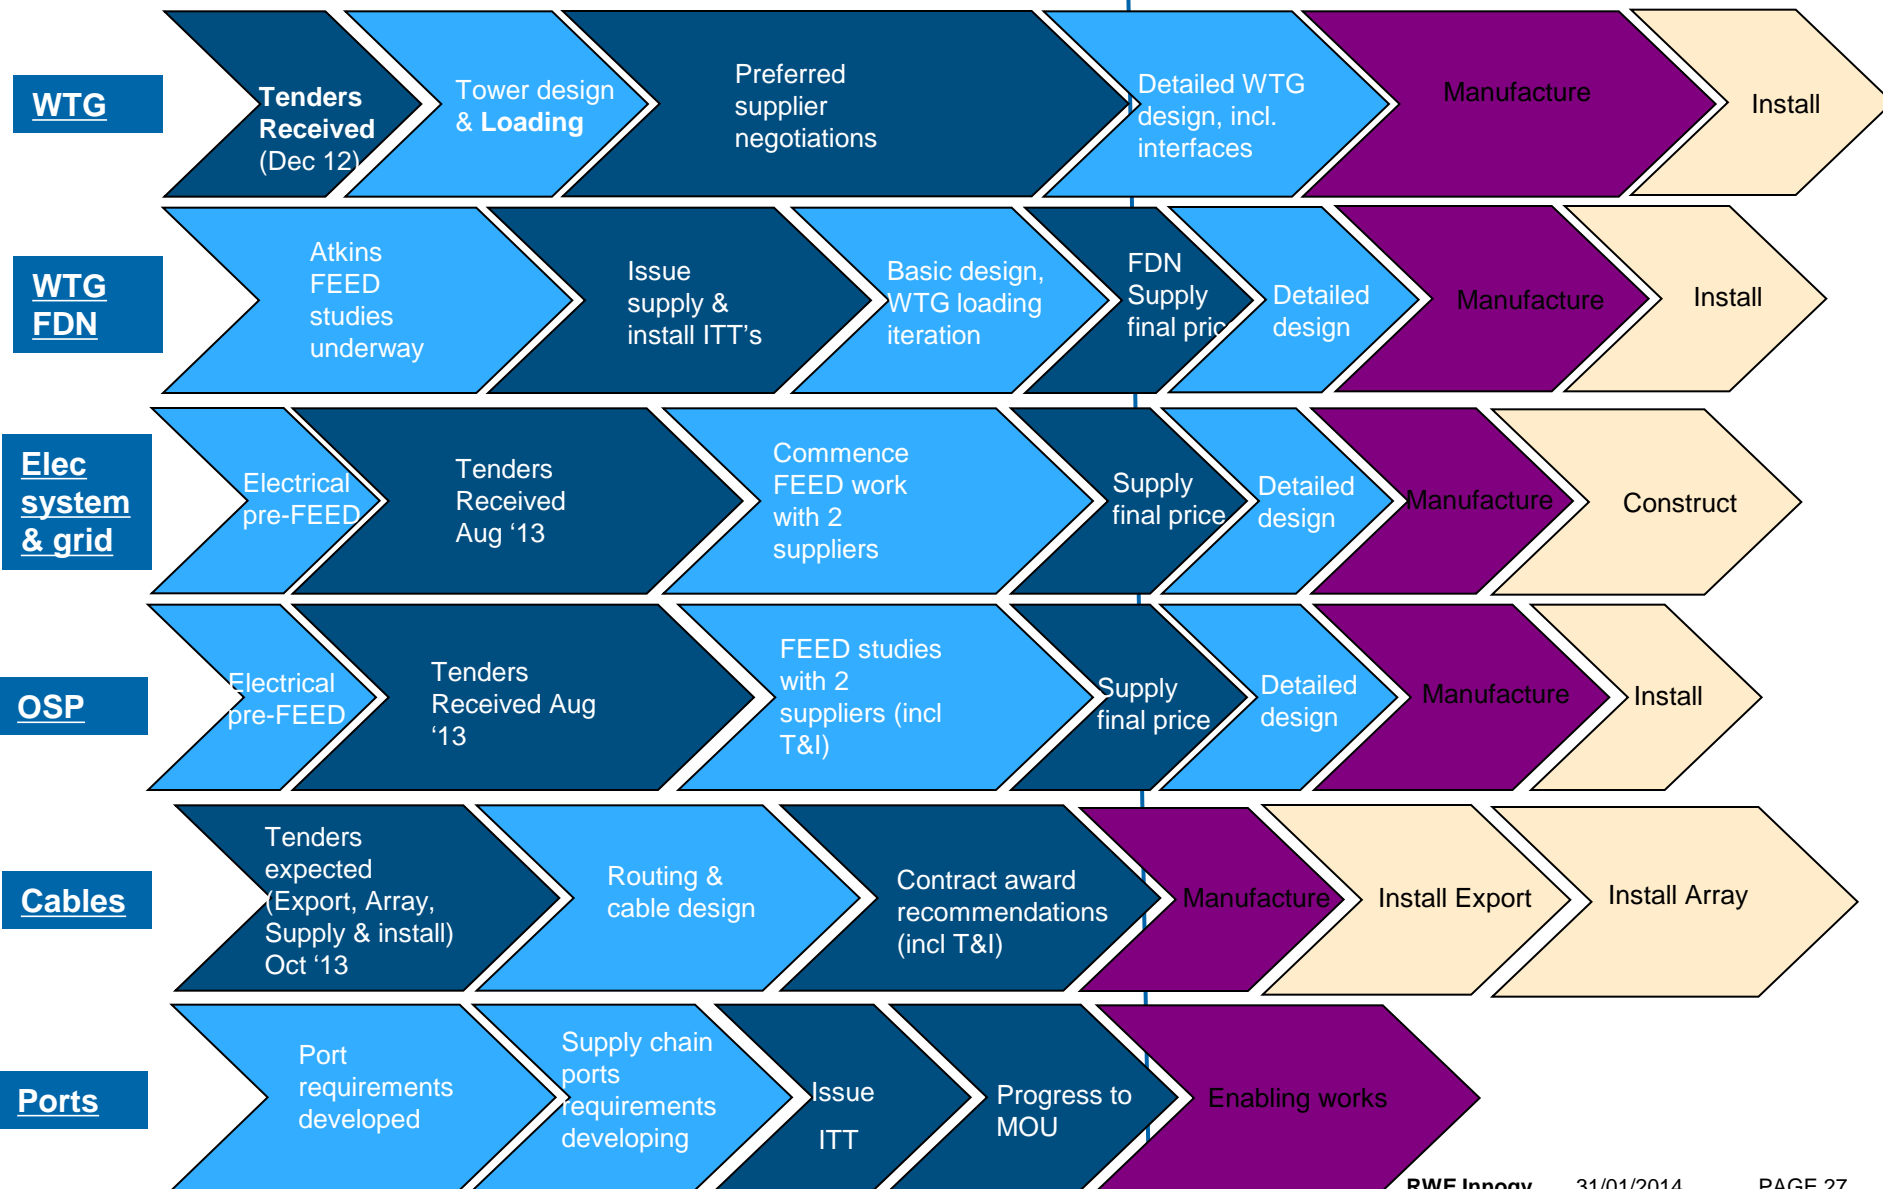 WTG
Tenders
Received
(Dec 12)
Tower design
& Loading
Preferred
supplier
negotiations
Detailed WTG
design, incl.
interfaces
Manufacture
Install
WTG
FDN
Atkins
FEED
studies
underway
Issue
supply &
install ITT’s
Basic design,
WTG loading
iteration
FDN
Supply
final pric
Detailed
design
Manufacture
Install
Elec
system
& grid
Electrical
pre-FEED
Tenders
Received
Aug ‘13
Commence
FEED work
with 2
suppliers
Supply
final price
Detailed
design
Manufacture
Construct
OSP
Electrical
pre-FEED
Tenders
Received Aug
‘13
FEED studies
with 2
suppliers (incl
T&I)
Supply
final price
Detailed
design
Manufacture
Install
Cables
Tenders
expected
(Export, Array,
Supply & install)
Oct ‘13
Routing &
cable design
Contract award
recommendations
(incl T&I)
Manufacture
Install Export
Install Array
Ports
Port
requirements
developed
Supply chain
ports
requirements
developing
Issue
ITT
Progress to
MOU
Enabling works
RWE Innogy 31/01/2014 PAGE 27